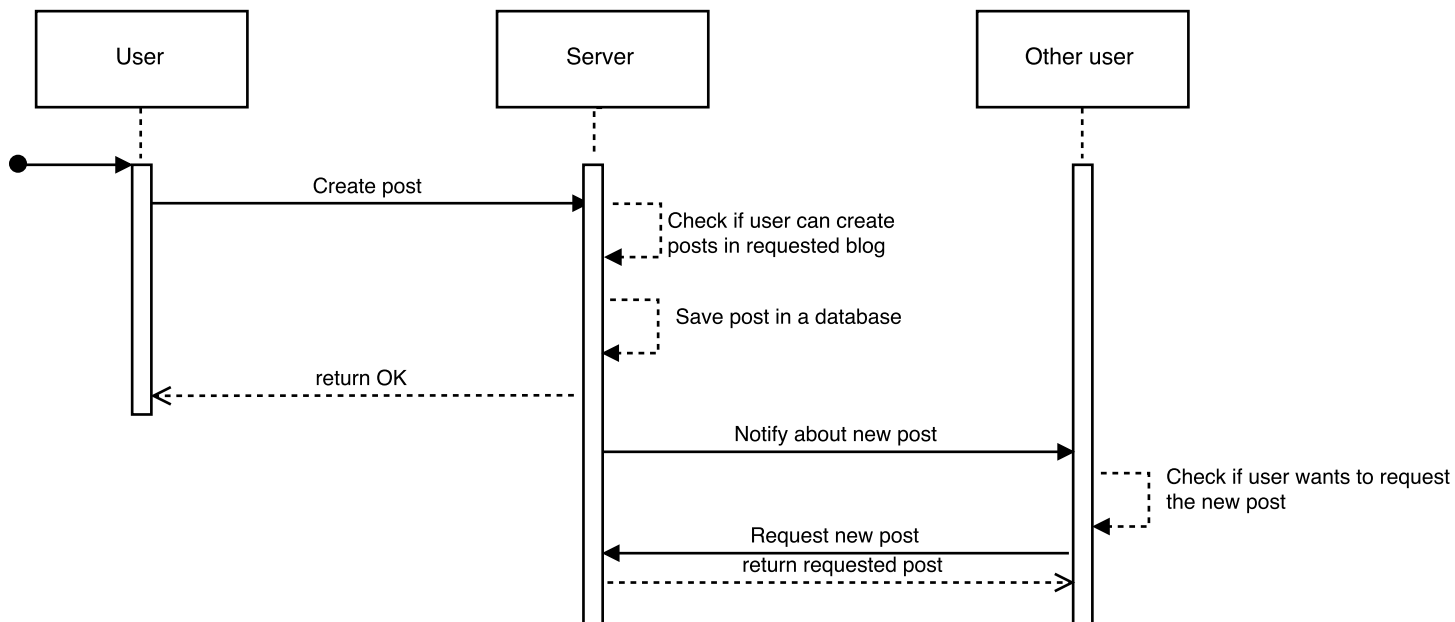 User
Server
Other user
Create post
Check if user can create
posts in requested blog
Save post in a database
return OK
Notify about new post
Check if user wants to request
the new post
Request new post
return requested post